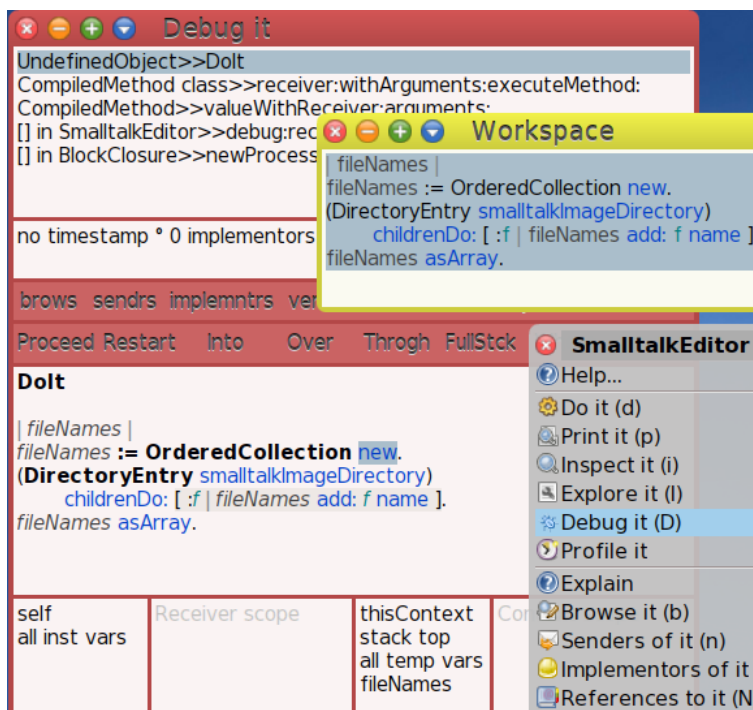 Debug it
UndefinedObject>>DoIt
CompiledMethod class>>receiver:withArguments:executeMethod:
CompiledMethod>>valueWithReceiver:arguments:
[] in SmalltalkEditor>>debug:rec
[] in BlockClosure>>newProcess
no timestamp ° 0 implementors
brows sendrs implemntrs ver
Proceed Restart Into Over Throgh FullStck
DoIt
| fileNames |
fileNames := OrderedCollection new.
(DirectoryEntry smalltalkImageDirectory)
childrenDo: [ :f | fileNames add: f name ].
fileNames asArray.
self
all inst vars
Receiver scope
thisContext
stack top
all temp vars
fileNames
Workspace
| fileNames |
fileNames := OrderedCollection new.
(DirectoryEntry smalltalkImageDirectory)
childrenDo: [ :f | fileNames add: f name ]
fileNames asArray.
SmalltalkEditor
Help...
Do it (d)
Print it (p)
Inspect it (i)
Explore it (I)
Debug it (D)
Profile it
Explain
Browse it (b)
Senders of it (n)
Implementors of it
References to it (N